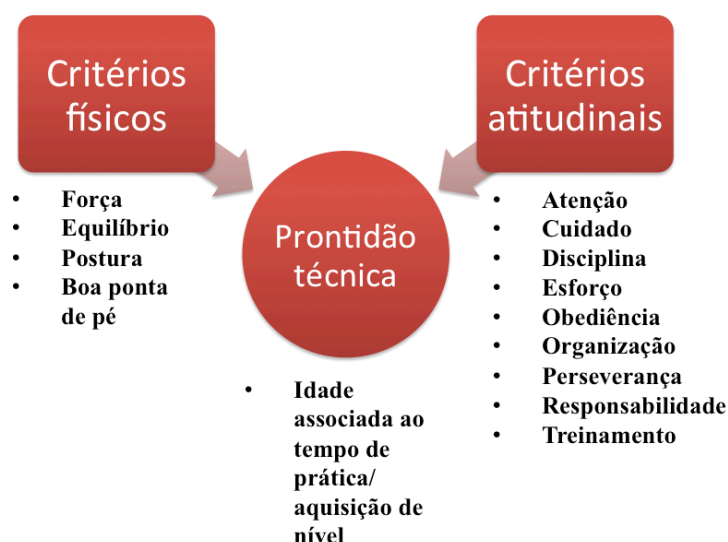 Critérios
físicos
• Força
• Equilíbrio
• Postura
• Boa ponta
de pé
Prontidão
técnica
• Idade
associada ao
tempo de
prática/
aquisição de
nível
Critérios
atitudinais
• Atenção
• Cuidado
• Disciplina
• Esforço
• Obediência
• Organização
• Perseverança
• Responsabilidade
• Treinamento